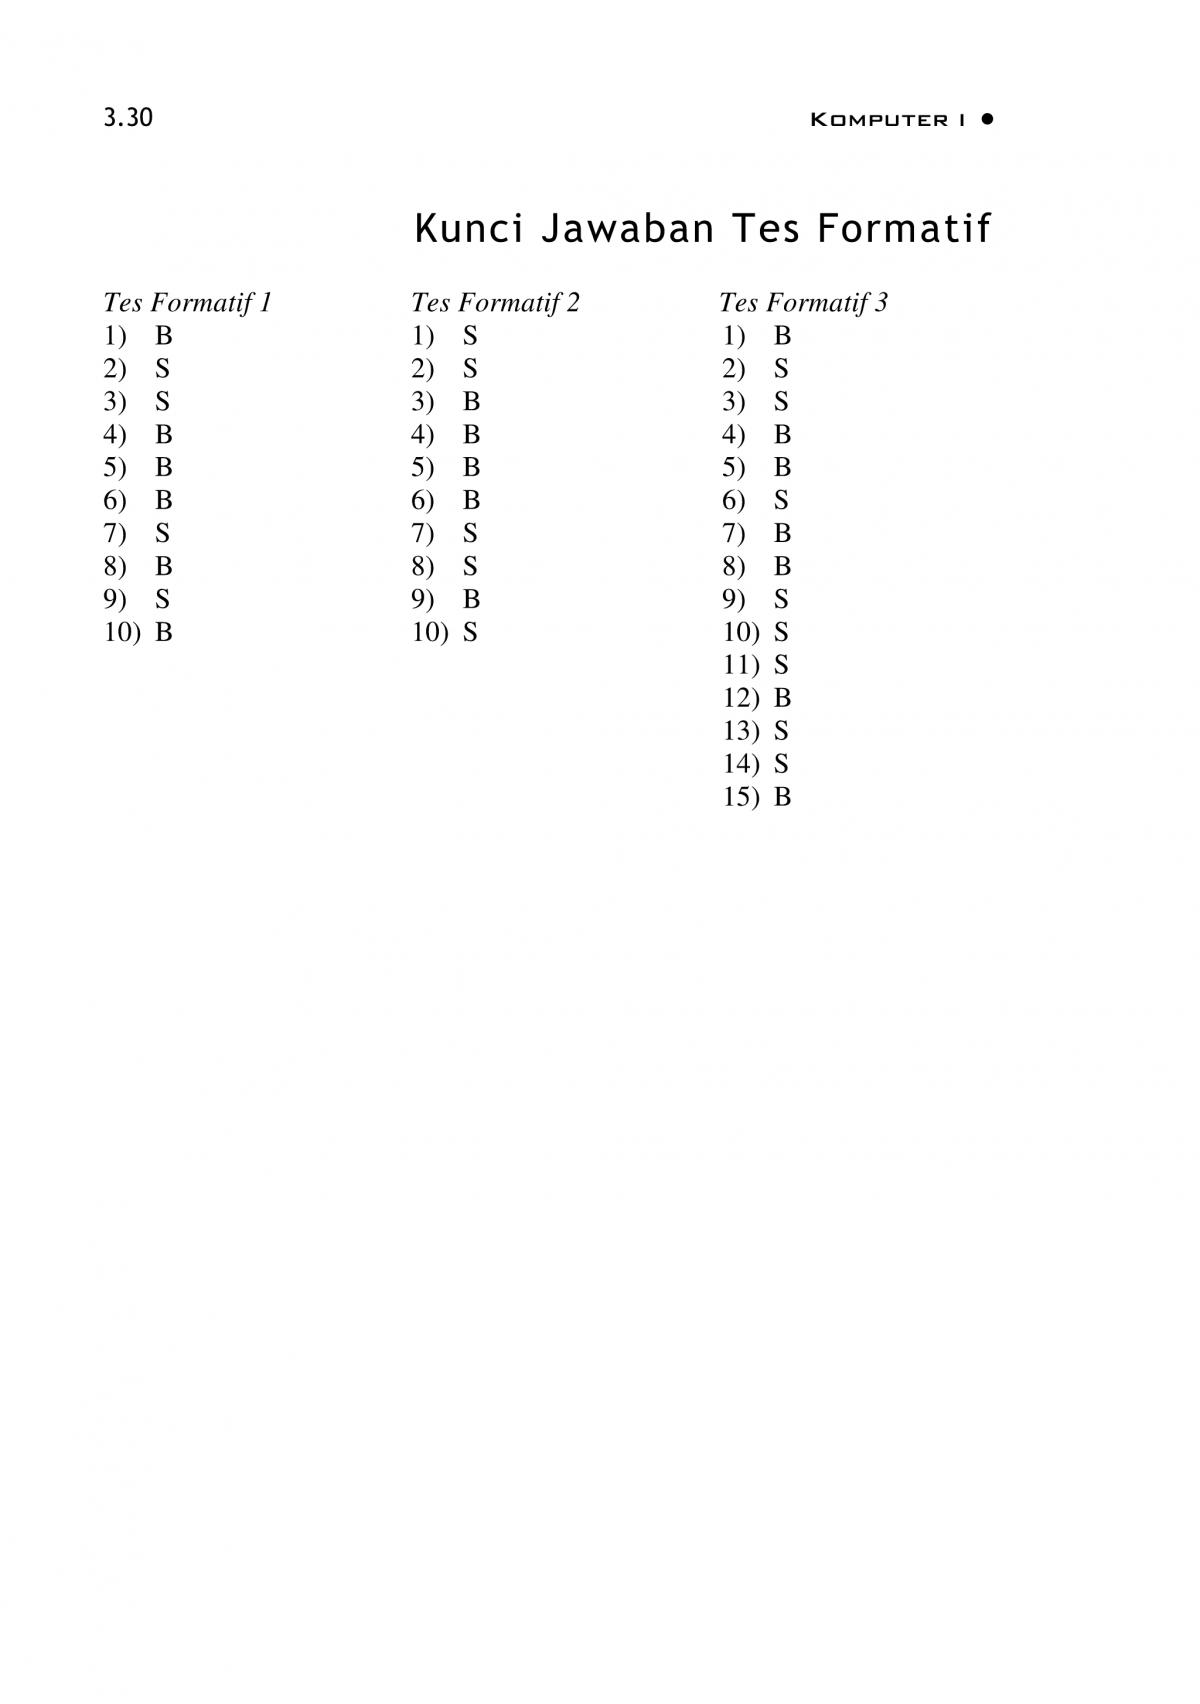 3.30
KOMPUTER I ●
Kunci Jawaban Tes Formatif
Tes Formatif 1
1) B
2) S
3) S
4) B
5) B
6) B
7) S
8) B
9) S
10) B
Tes Formatif 2
1) S
2) S
3) B
4) B
5) B
6) B
7) S
8) S
9) B
10) S
Tes Formatif 3
1) B
2) S
3) S
4) B
5) B
6) S
7) B
8) B
9) S
10) S
11) S
12) B
13) S
14) S
15) B